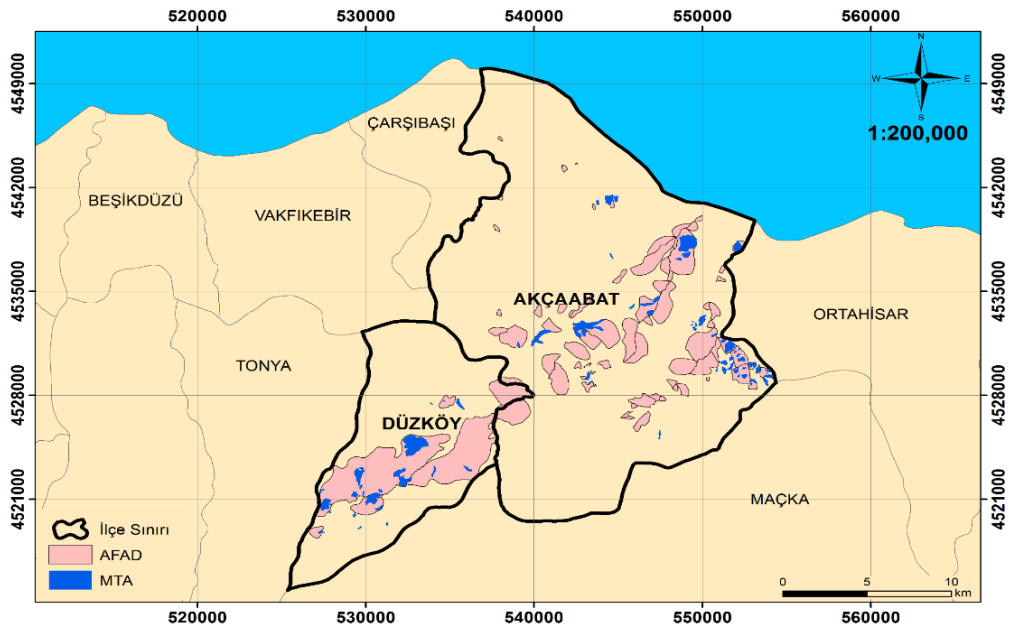 520000 530000 540000 550000 560000
N
W E
S
1:200,000
4549000 4549000
4542000 4542000
4535000 4535000
4528000 4528000
4521000 4521000
ÇARŞIBAŞI
BEŞİKDÜZÜ
VAKFIKEBİR
AKÇAABAT
ORTAHİSAR
TONYA
DÜZKÖY
MAÇKA
İlçe Sınırı
AFAD
MTA
0 5 10
km
520000 530000 540000 550000 560000